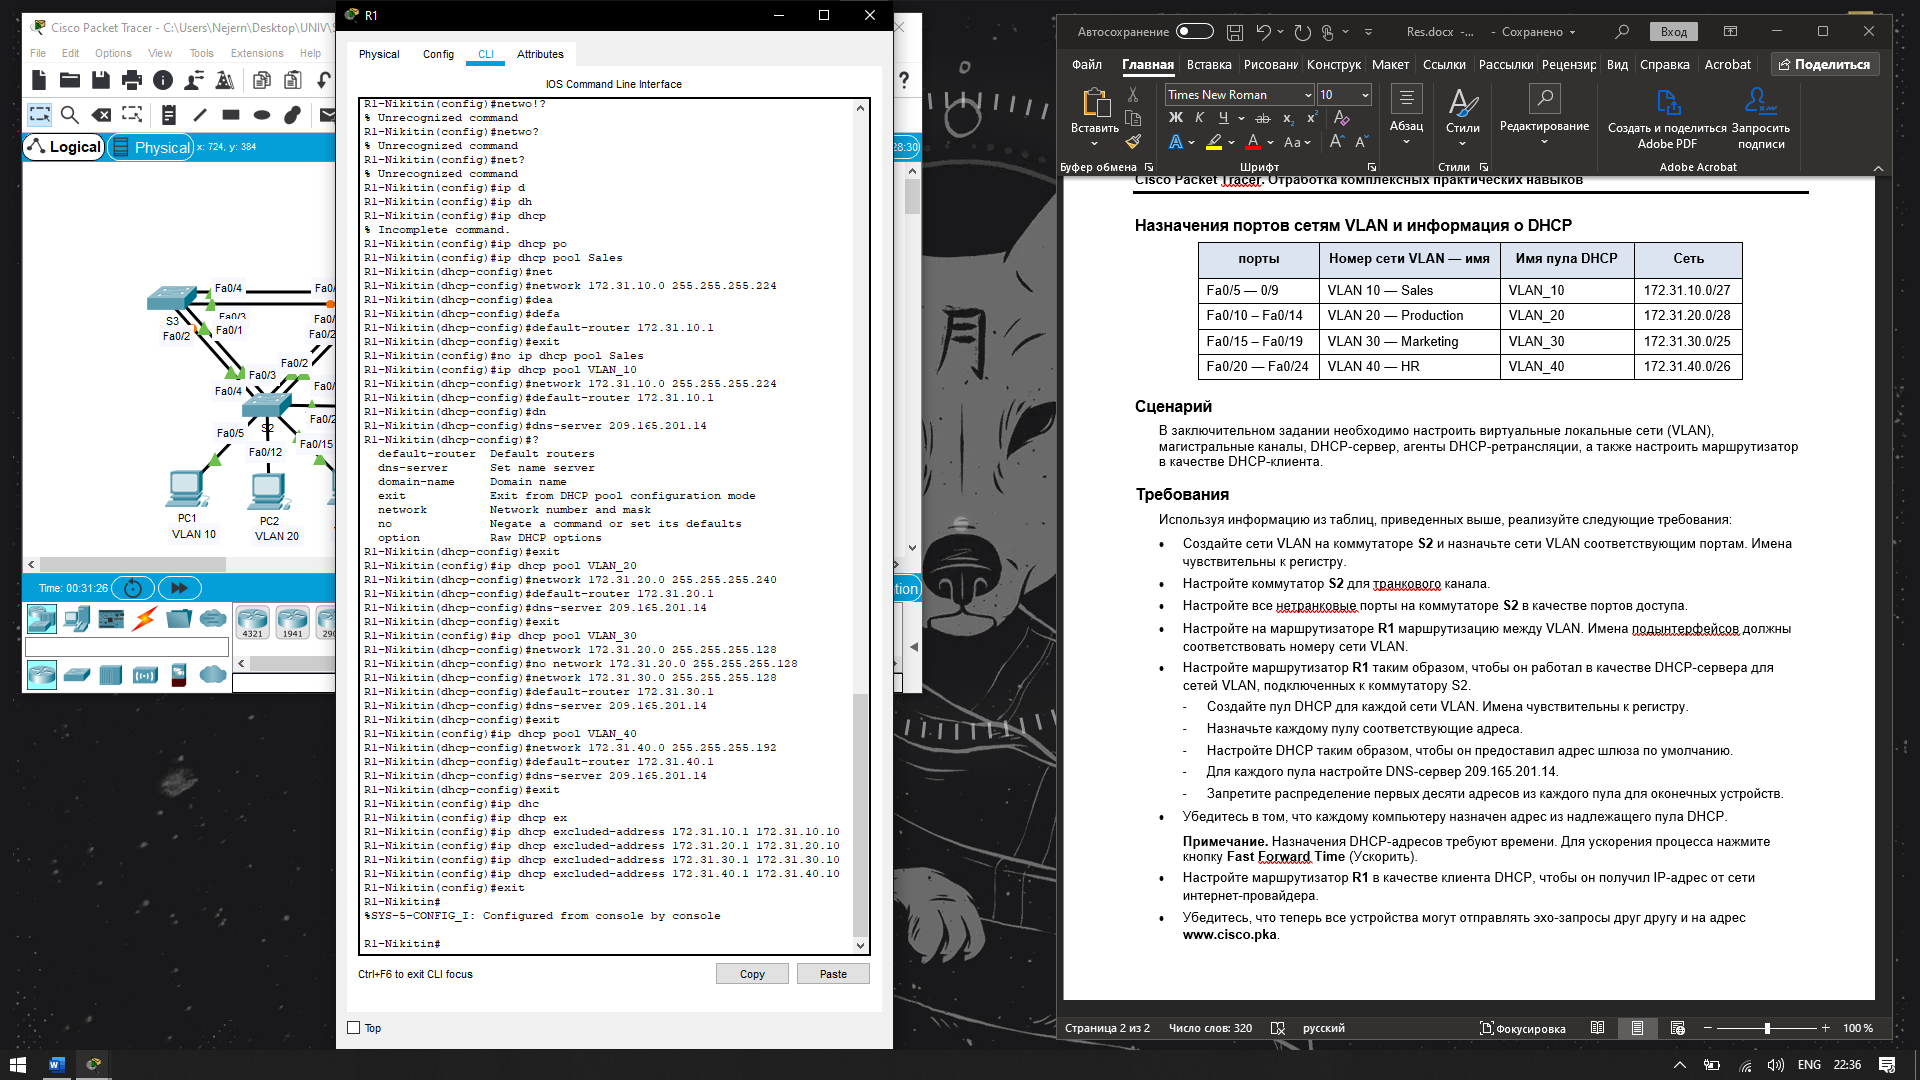 Cisco Packet Tracer - C:\Users\Nejern\Desktop\UNIV\
File Edit Options View Tools Extensions Help
Logical
Physical
x: 724, y: 384
28:30
Fa0/4
Fa0/3
S3
Fa0/1
Fa0/2
Fa0/2
Fa0/3
Fa0/4
S2
Fa0/5
Fa0/12
Fa0/15
PC1
PC2
VLAN 10
VLAN 20
Time: 00:31:26
4321
1941
R1
Physical Config CLI Attributes
IOS Command Line Interface
R1-Nikitin(config)#netwo!?
% Unrecognized command
R1-Nikitin(config)#netwo?
% Unrecognized command
R1-Nikitin(config)#net?
% Unrecognized command
R1-Nikitin(config)#ip d
R1-Nikitin(config)#ip dh
R1-Nikitin(config)#ip dhcp
% Incomplete command.
R1-Nikitin(config)#ip dhcp po
R1-Nikitin(config)#ip dhcp pool Sales
R1-Nikitin(dhcp-config)#net
R1-Nikitin(dhcp-config)#network 172.31.10.0 255.255.255.224
R1-Nikitin(dhcp-config)#dea
R1-Nikitin(dhcp-config)#defa
R1-Nikitin(dhcp-config)#default-router 172.31.10.1
R1-Nikitin(dhcp-config)#exit
R1-Nikitin(config)#no ip dhcp pool Sales
R1-Nikitin(config)#ip dhcp pool VLAN_10
R1-Nikitin(dhcp-config)#network 172.31.10.0 255.255.255.224
R1-Nikitin(dhcp-config)#default-router 172.31.10.1
R1-Nikitin(dhcp-config)#dn
R1-Nikitin(dhcp-config)#dns-server 209.165.201.14
R1-Nikitin(dhcp-config)#?
default-router Default routers
dns-server Set name server
domain-name Domain name
exit Exit from DHCP pool configuration mode
network Network number and mask
no Negate a command or set its defaults
option Raw DHCP options
R1-Nikitin(dhcp-config)#exit
R1-Nikitin(config)#ip dhcp pool VLAN_20
R1-Nikitin(dhcp-config)#network 172.31.20.0 255.255.255.240
R1-Nikitin(dhcp-config)#default-router 172.31.20.1
R1-Nikitin(dhcp-config)#dns-server 209.165.201.14
R1-Nikitin(dhcp-config)#exit
R1-Nikitin(config)#ip dhcp pool VLAN_30
R1-Nikitin(dhcp-config)#network 172.31.20.0 255.255.255.128
R1-Nikitin(dhcp-config)#no network 172.31.20.0 255.255.255.128
R1-Nikitin(dhcp-config)#network 172.31.30.0 255.255.255.128
R1-Nikitin(dhcp-config)#default-router 172.31.30.1
R1-Nikitin(dhcp-config)#dns-server 209.165.201.14
R1-Nikitin(dhcp-config)#exit
R1-Nikitin(config)#ip dhcp pool VLAN_40
R1-Nikitin(dhcp-config)#network 172.31.40.0 255.255.255.192
R1-Nikitin(dhcp-config)#default-router 172.31.40.1
R1-Nikitin(dhcp-config)#dns-server 209.165.201.14
R1-Nikitin(dhcp-config)#exit
R1-Nikitin(config)#ip dhc
R1-Nikitin(config)#ip dhcp ex
R1-Nikitin(config)#ip dhcp excluded-address 172.31.10.1 172.31.10.10
R1-Nikitin(config)#ip dhcp excluded-address 172.31.20.1 172.31.20.10
R1-Nikitin(config)#ip dhcp excluded-address 172.31.30.1 172.31.30.10
R1-Nikitin(config)#ip dhcp excluded-address 172.31.40.1 172.31.40.10
R1-Nikitin(config)#exit
R1-Nikitin#
%SYS-5-CONFIG_I: Configured from console by console
R1-Nikitin#
Ctrl+F6 to exit CLI focus
Copy
Paste
Top
月
Автосохранение
Res.docx -... - Сохранено
Вход
Файл Главная Вставка Рисовани Конструк Макет Ссылки Рассылки Рецензир Вид Справка Acrobat
Поделиться
Times New Roman
10
Вставить
Абзац
Стили
Редактирование
Создать и поделиться Adobe PDF
Запросить подписи
Буфер обмена
Шрифт
Стили
Adobe Acrobat
Cisco Packet Tracer. Отработка комплексных практических навыков
Назначения портов сетям VLAN и информация о DHCP
порты Номер сети VLAN — имя Имя пула DHCP Сеть
Fa0/5 — 0/9 VLAN 10 — Sales VLAN_10 172.31.10.0/27
Fa0/10 – Fa0/14 VLAN 20 — Production VLAN_20 172.31.20.0/28
Fa0/15 – Fa0/19 VLAN 30 — Marketing VLAN_30 172.31.30.0/25
Fa0/20 — Fa0/24 VLAN 40 — HR VLAN_40 172.31.40.0/26
Сценарий
В заключительном задании необходимо настроить виртуальные локальные сети (VLAN),
магистральные каналы, DHCP-сервер, агенты DHCP-ретрансляции, а также настроить маршрутизатор
в качестве DHCP-клиента.
Требования
Используя информацию из таблиц, приведенных выше, реализуйте следующие требования:
• Создайте сети VLAN на коммутаторе S2 и назначьте сети VLAN соответствующим портам. Имена
чувствительны к регистру.
• Настройте коммутатор S2 для транкового канала.
• Настройте все нетранковые порты на коммутаторе S2 в качестве портов доступа.
• Настройте на маршрутизаторе R1 маршрутизацию между VLAN. Имена подынтерфейсов должны
соответствовать номеру сети VLAN.
• Настройте маршрутизатор R1 таким образом, чтобы он работал в качестве DHCP-сервера для
сетей VLAN, подключенных к коммутатору S2.
- Создайте пул DHCP для каждой сети VLAN. Имена чувствительны к регистру.
- Назначьте каждому пулу соответствующие адреса.
- Настройте DHCP таким образом, чтобы он предоставил адрес шлюза по умолчанию.
- Для каждого пула настройте DNS-сервер 209.165.201.14.
- Запретите распределение первых десяти адресов из каждого пула для оконечных устройств.
• Убедитесь в том, что каждому компьютеру назначен адрес из надлежащего пула DHCP.
Примечание. Назначения DHCP-адресов требуют времени. Для ускорения процесса нажмите
кнопку Fast Forward Time (Ускорить).
• Настройте маршрутизатор R1 в качестве клиента DHCP, чтобы он получил IP-адрес от сети
интернет-провайдера.
• Убедитесь, что теперь все устройства могут отправлять эхо-запросы друг другу и на адрес
www.cisco.pka.
Страница 2 из 2 Число слов: 320 русский Фокусировка 100 %
ENG 22:36